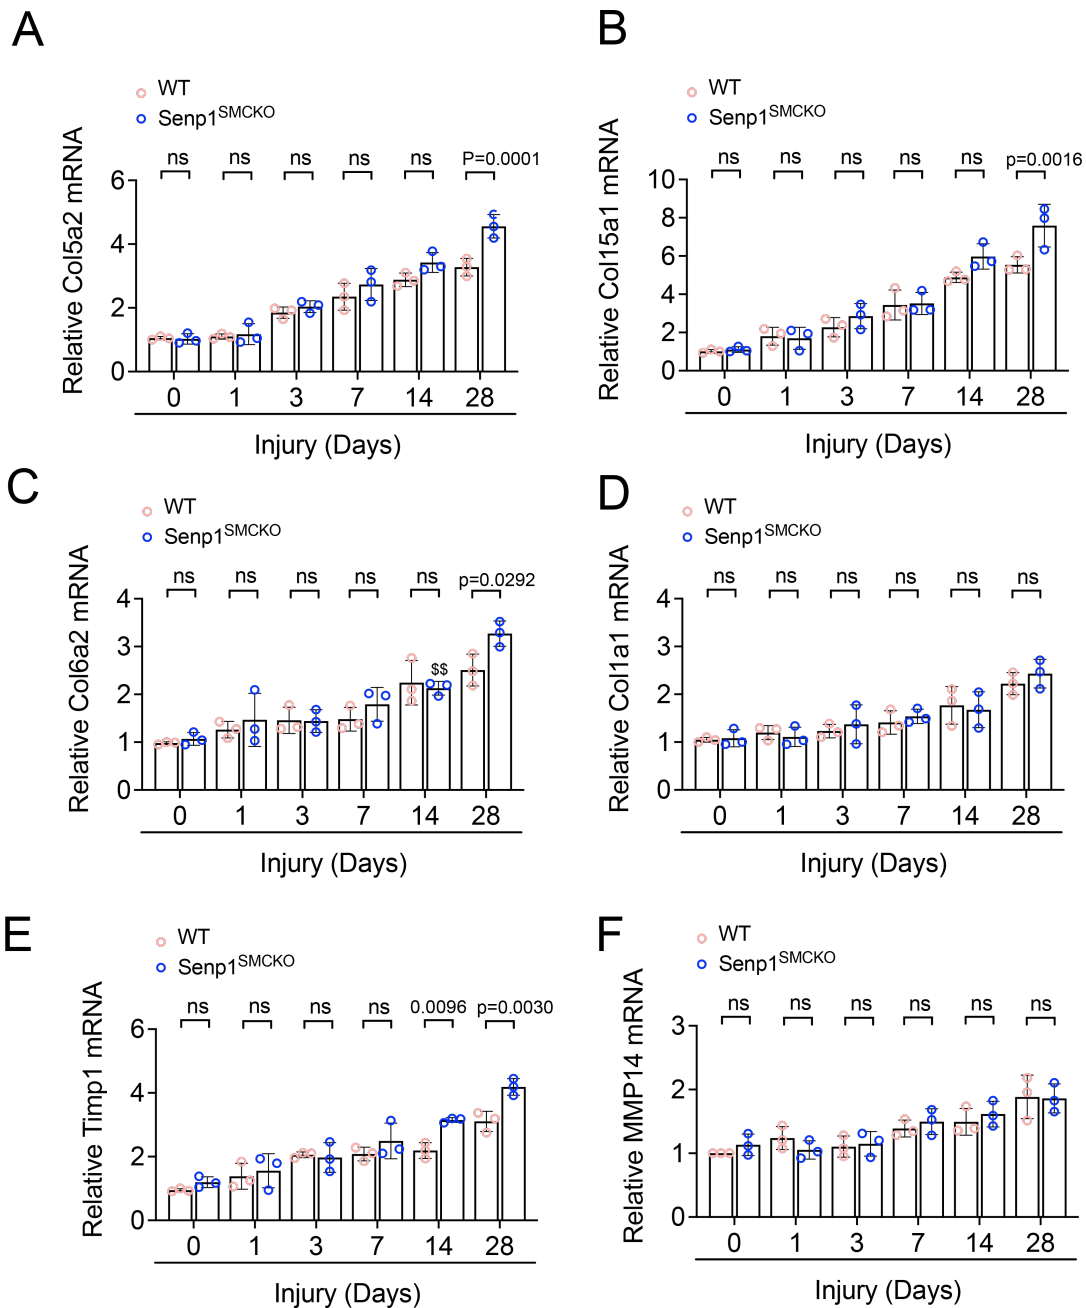 A
WT
Senp1SMCKO
Relative Col5a2 mRNA
ns ns ns ns ns P=0.0001
6
4
2
0
0 1 3 7 14 28
Injury (Days)
B
WT
Senp1SMCKO
Relative Col15a1 mRNA
ns ns ns ns ns p=0.0016
10
8
6
4
2
0
0 1 3 7 14 28
Injury (Days)
C
WT
Senp1SMCKO
Relative Col6a2 mRNA
ns ns ns ns ns p=0.0292
4
3
$$
2
1
0
0 1 3 7 14 28
Injury (Days)
D
WT
Senp1SMCKO
Relative Col1a1 mRNA
ns ns ns ns ns ns
4
3
2
1
0
0 1 3 7 14 28
Injury (Days)
E
WT
Senp1SMCKO
Relative Timp1 mRNA
ns ns ns ns 0.0096 p=0.0030
6
4
2
0
0 1 3 7 14 28
Injury (Days)
F
WT
Senp1SMCKO
Relative MMP14 mRNA
ns ns ns ns ns ns
3
2
1
0
0 1 3 7 14 28
Injury (Days)